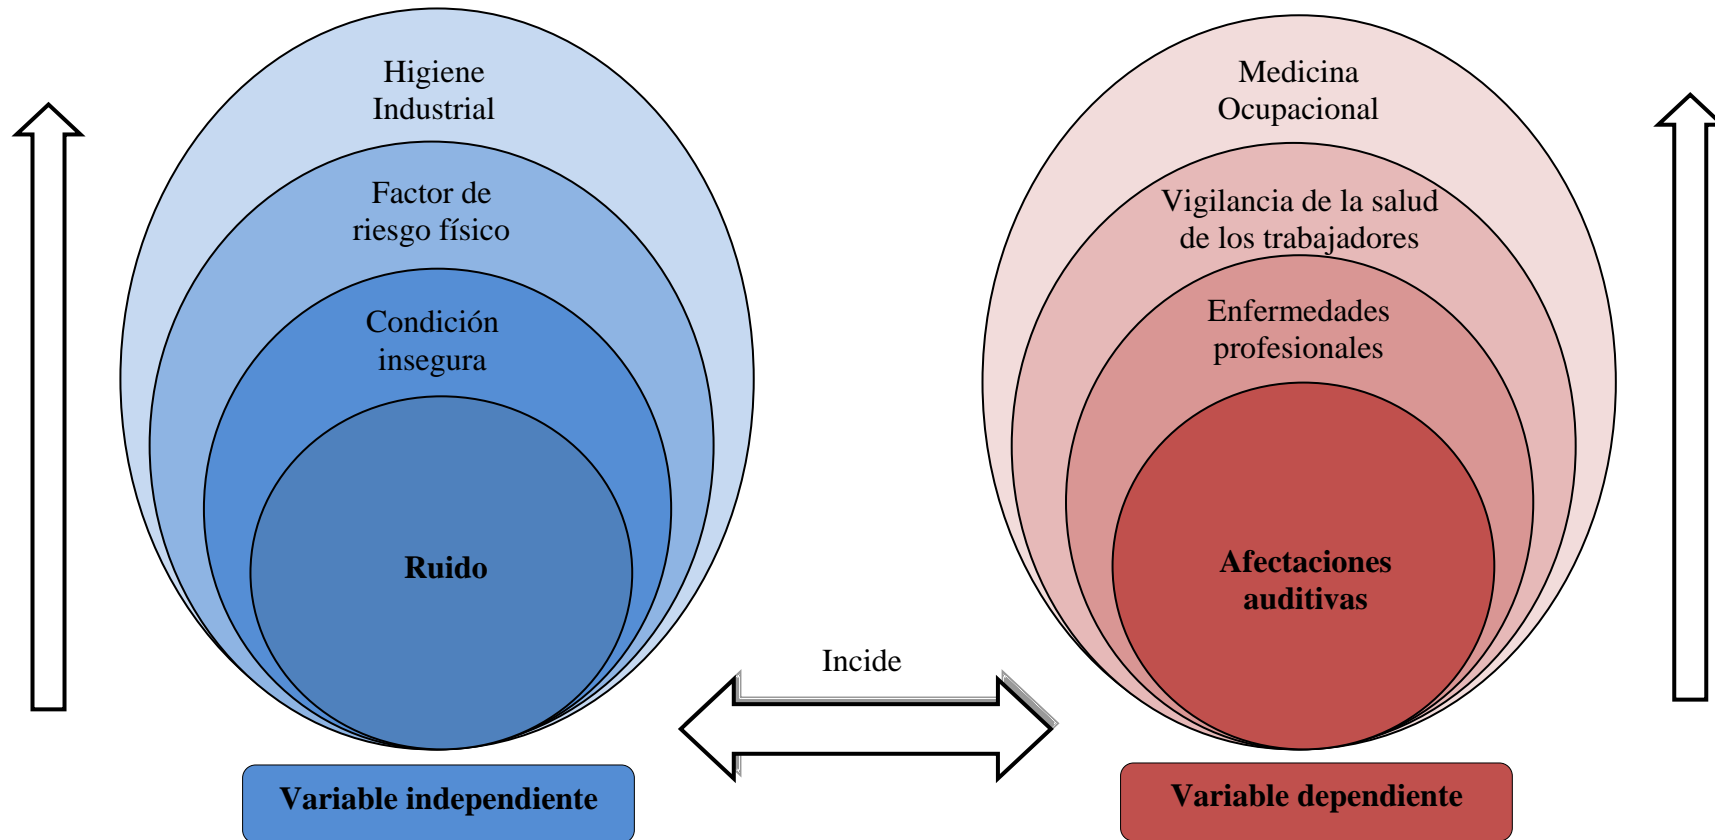 Higiene
Industrial
Factor de
riesgo físico
Condición
insegura
Ruido
Variable independiente
Incide
Medicina
Ocupacional
Vigilancia de la salud
de los trabajadores
Enfermedades
profesionales
Afectaciones
auditivas
Variable dependiente